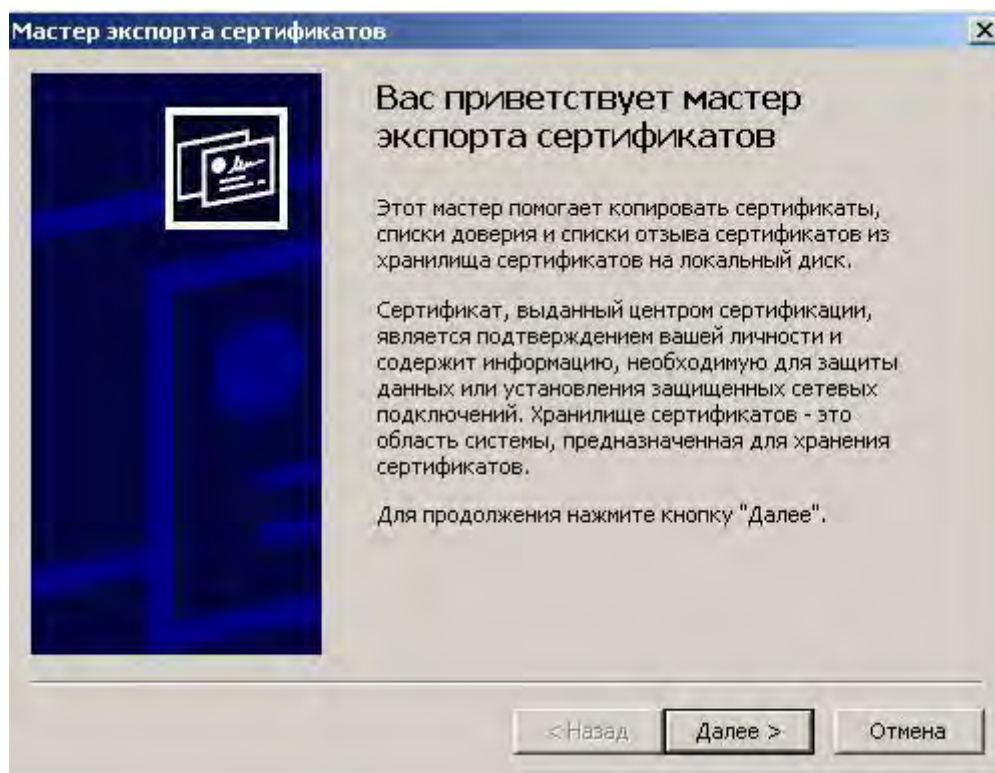 Мастер экспорта сертификатов
Вас приветствует мастер
экспорта сертификатов
Этот мастер помогает копировать сертификаты,
списки доверия и списки отзыва сертификатов из
хранилища сертификатов на локальный диск.
Сертификат, выданный центром сертификации,
является подтверждением вашей личности и
содержит информацию, необходимую для защиты
данных или установления защищенных сетевых
подключений. Хранилище сертификатов - это
область системы, предназначенная для хранения
сертификатов.
Для продолжения нажмите кнопку "Далее".
< Назад
Далее >
Отмена